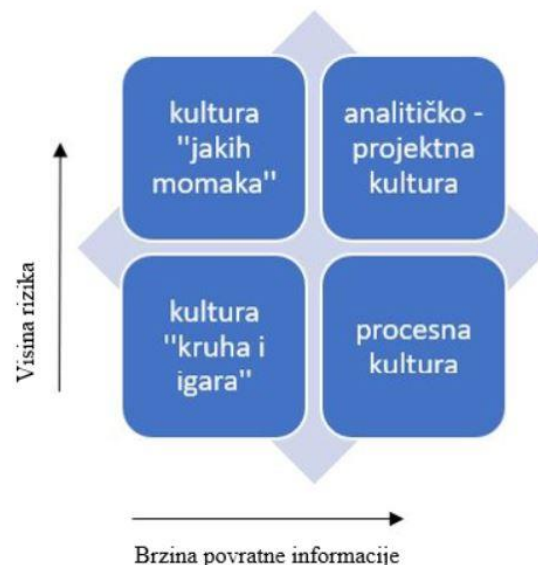 kultura
"jakih
momaka"
analitičko -
projektna
kultura
kultura
"kruha i
igara"
procesna
kultura
Visina rizika
Brzina povratne informacije